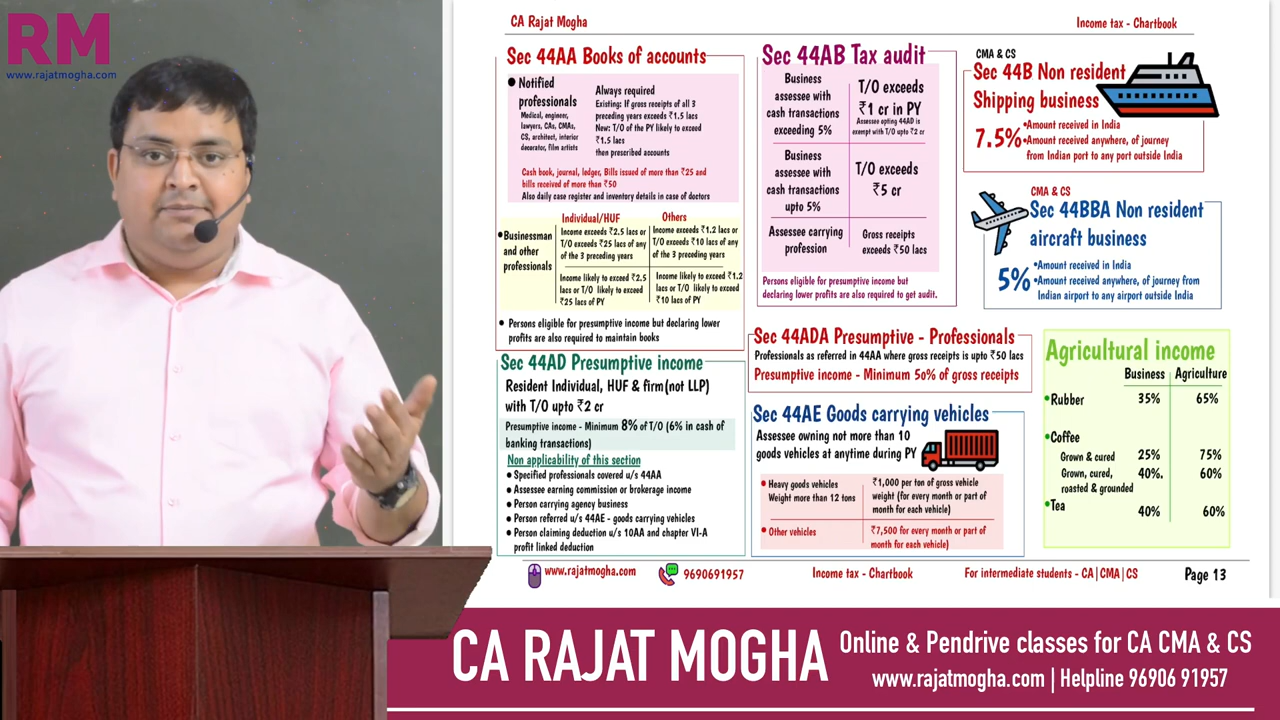 RM
www.rajatmogha.com
CA Rajat Mogha
Income tax - Chartbook
Sec 44AA Books of accounts
● Notified
professionals
Medical, engineer,
lawyers, CAs, CMAs,
CS, architect, interior
decorator, film artists
Always required
Existing: If gross receipts of all 3
preceding years exceeds ₹1.5 lacs
New: T/O of the PY likely to exceed
₹1.5 lacs
then prescribed accounts
Cash book, journal, ledger, Bills issued of more than ₹25 and
bills received of more than ₹50
Also daily case register and inventory details in case of doctors
Individual/HUF
Others
● Businessman
and other
professionals
Income exceeds ₹2.5 lacs or
T/O exceeds ₹25 lacs of any
of the 3 preceding years
Income exceeds ₹1.2 lacs or
T/O exceeds ₹10 lacs of any
of the 3 preceding years
Income likely to exceed ₹2.5
lacs or T/O likely to exceed
₹25 lacs of PY
Income likely to exceed ₹1.2
lacs or T/O likely to exceed
₹10 lacs of PY
● Persons eligible for presumptive income but declaring lower
profits are also required to maintain books
Sec 44AD Presumptive income
Resident Individual, HUF & firm(not LLP)
with T/O upto ₹2 cr
Presumptive income - Minimum 8% of T/O (6% in cash of
banking transactions)
Non applicability of this section
● Specified professionals covered u/s 44AA
● Assessee earning commission or brokerage income
● Person carrying agency business
● Person referred u/s 44AE - goods carrying vehicles
● Person claiming deduction u/s 10AA and chapter VI-A
profit linked deduction
Sec 44AB Tax audit
Business
assessee with
cash transactions
exceeding 5%
T/O exceeds
₹1 cr in PY
Assessee opting 44AD is
exempt with T/O upto ₹2 cr
Business
assessee with
cash transactions
upto 5%
T/O exceeds
₹5 cr
Assessee carrying
profession
Gross receipts
exceeds ₹50 lacs
Persons eligible for presumptive income but
declaring lower profits are also required to get audit.
CMA & CS
Sec 44B Non resident
Shipping business
7.5%
•Amount received in India
•Amount received anywhere, of journey
from Indian port to any port outside India
CMA & CS
Sec 44BBA Non resident
aircraft business
5%
•Amount received in India
•Amount received anywhere, of journey from
Indian airport to any airport outside India
Sec 44ADA Presumptive - Professionals
Professionals as referred in 44AA where gross receipts is upto ₹50 lacs
Presumptive income - Minimum 50% of gross receipts
Sec 44AE Goods carrying vehicles
Assessee owning not more than 10
goods vehicles at anytime during PY
● Heavy goods vehicles
Weight more than 12 tons
₹1,000 per ton of gross vehicle
weight (for every month or part of
month for each vehicle)
● Other vehicles
₹7,500 for every month or part of
month for each vehicle)
Agricultural income
Business Agriculture
•Rubber 35% 65%
•Coffee
Grown & cured 25% 75%
Grown, cured, 40%. 60%
roasted & grounded
•Tea 40% 60%
www.rajatmogha.com
9690691957
Income tax - Chartbook
For intermediate students - CA|CMA|CS
Page 13
CA RAJAT MOGHA
Online & Pendrive classes for CA CMA & CS
www.rajatmogha.com | Helpline 96906 91957